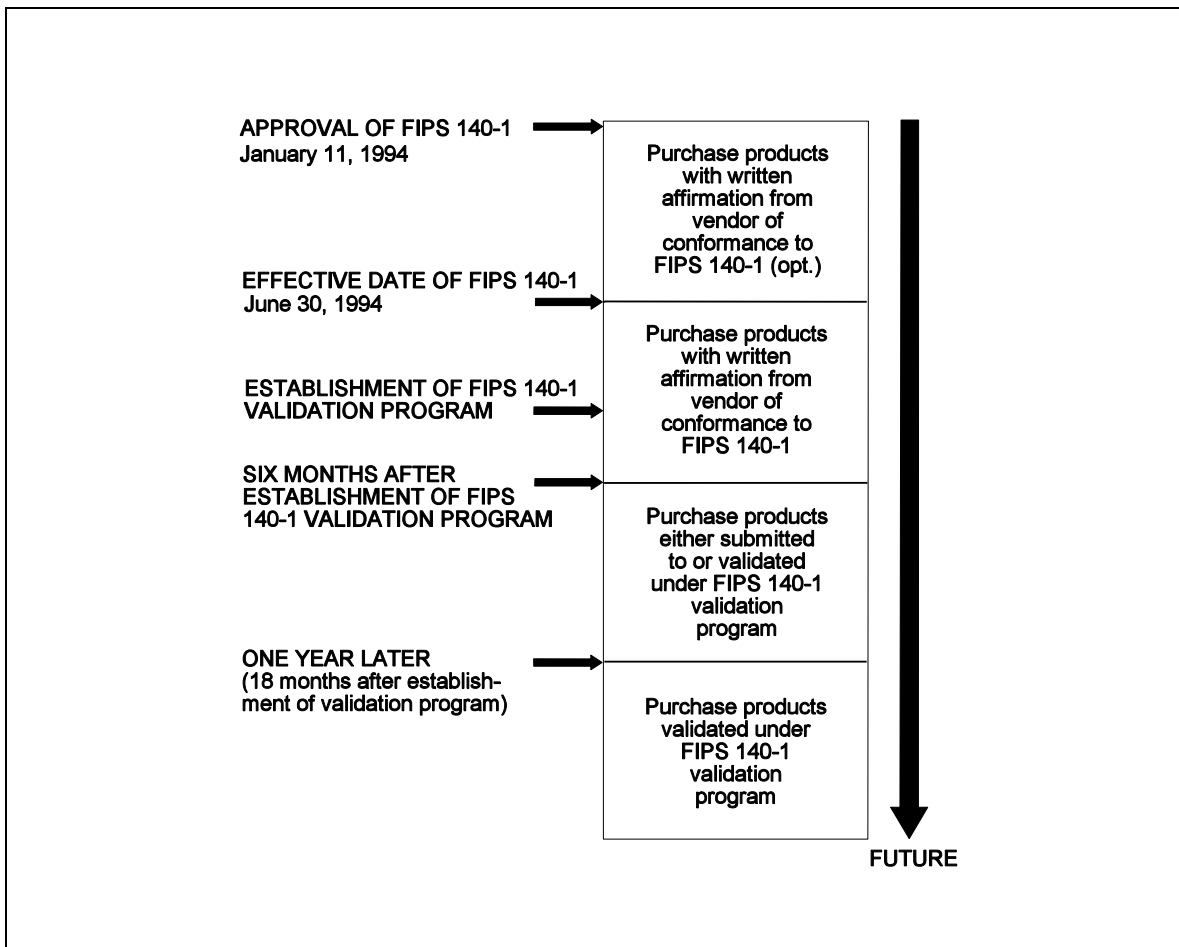 APPROVAL OF FIPS 140-1
January 11, 1994
Purchase products
with written
affirmation from
vendor of
conformance to
FIPS 140-1 (opt.)
EFFECTIVE DATE OF FIPS 140-1
June 30, 1994
Purchase products
with written
affirmation from
vendor of
conformance to
FIPS 140-1
ESTABLISHMENT OF FIPS 140-1
VALIDATION PROGRAM
SIX MONTHS AFTER
ESTABLISHMENT OF FIPS
140-1 VALIDATION PROGRAM
Purchase products
either submitted
to or validated
under FIPS 140-1
validation
program
ONE YEAR LATER
(18 months after establish-
ment of validation program)
Purchase products
validated under
FIPS 140-1
validation
program
FUTURE